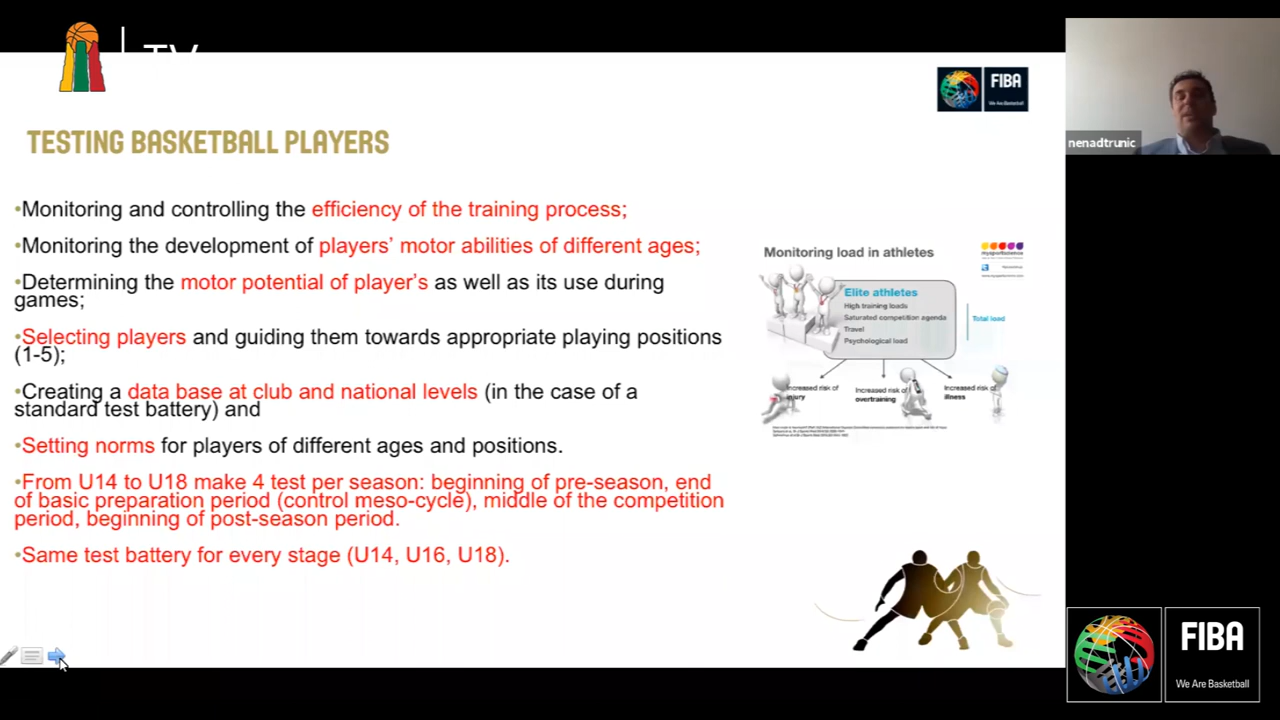 TV
FIBA
We Are Basketball
TESTING BASKETBALL PLAYERS
•Monitoring and controlling the efficiency of the training process;
•Monitoring the development of players' motor abilities of different ages;
•Determining the motor potential of player's as well as its use during
games;
•Selecting players and guiding them towards appropriate playing positions
(1-5);
•Creating a data base at club and national levels (in the case of a
standard test battery) and
•Setting norms for players of different ages and positions.
•From U14 to U18 make 4 test per season: beginning of pre-season, end
of basic preparation period (control meso-cycle), middle of the competition
period, beginning of post-season period.
•Same test battery for every stage (U14, U16, U18).
Monitoring load in athletes
mysportscience
Elite athletes
High training loads
Saturated competition agenda
Travel
Psychological load
Total load
Increased risk of
injury
Increased risk of
overtraining
Increased risk of
illness
nenadtrunic
FIBA
We Are Basketball